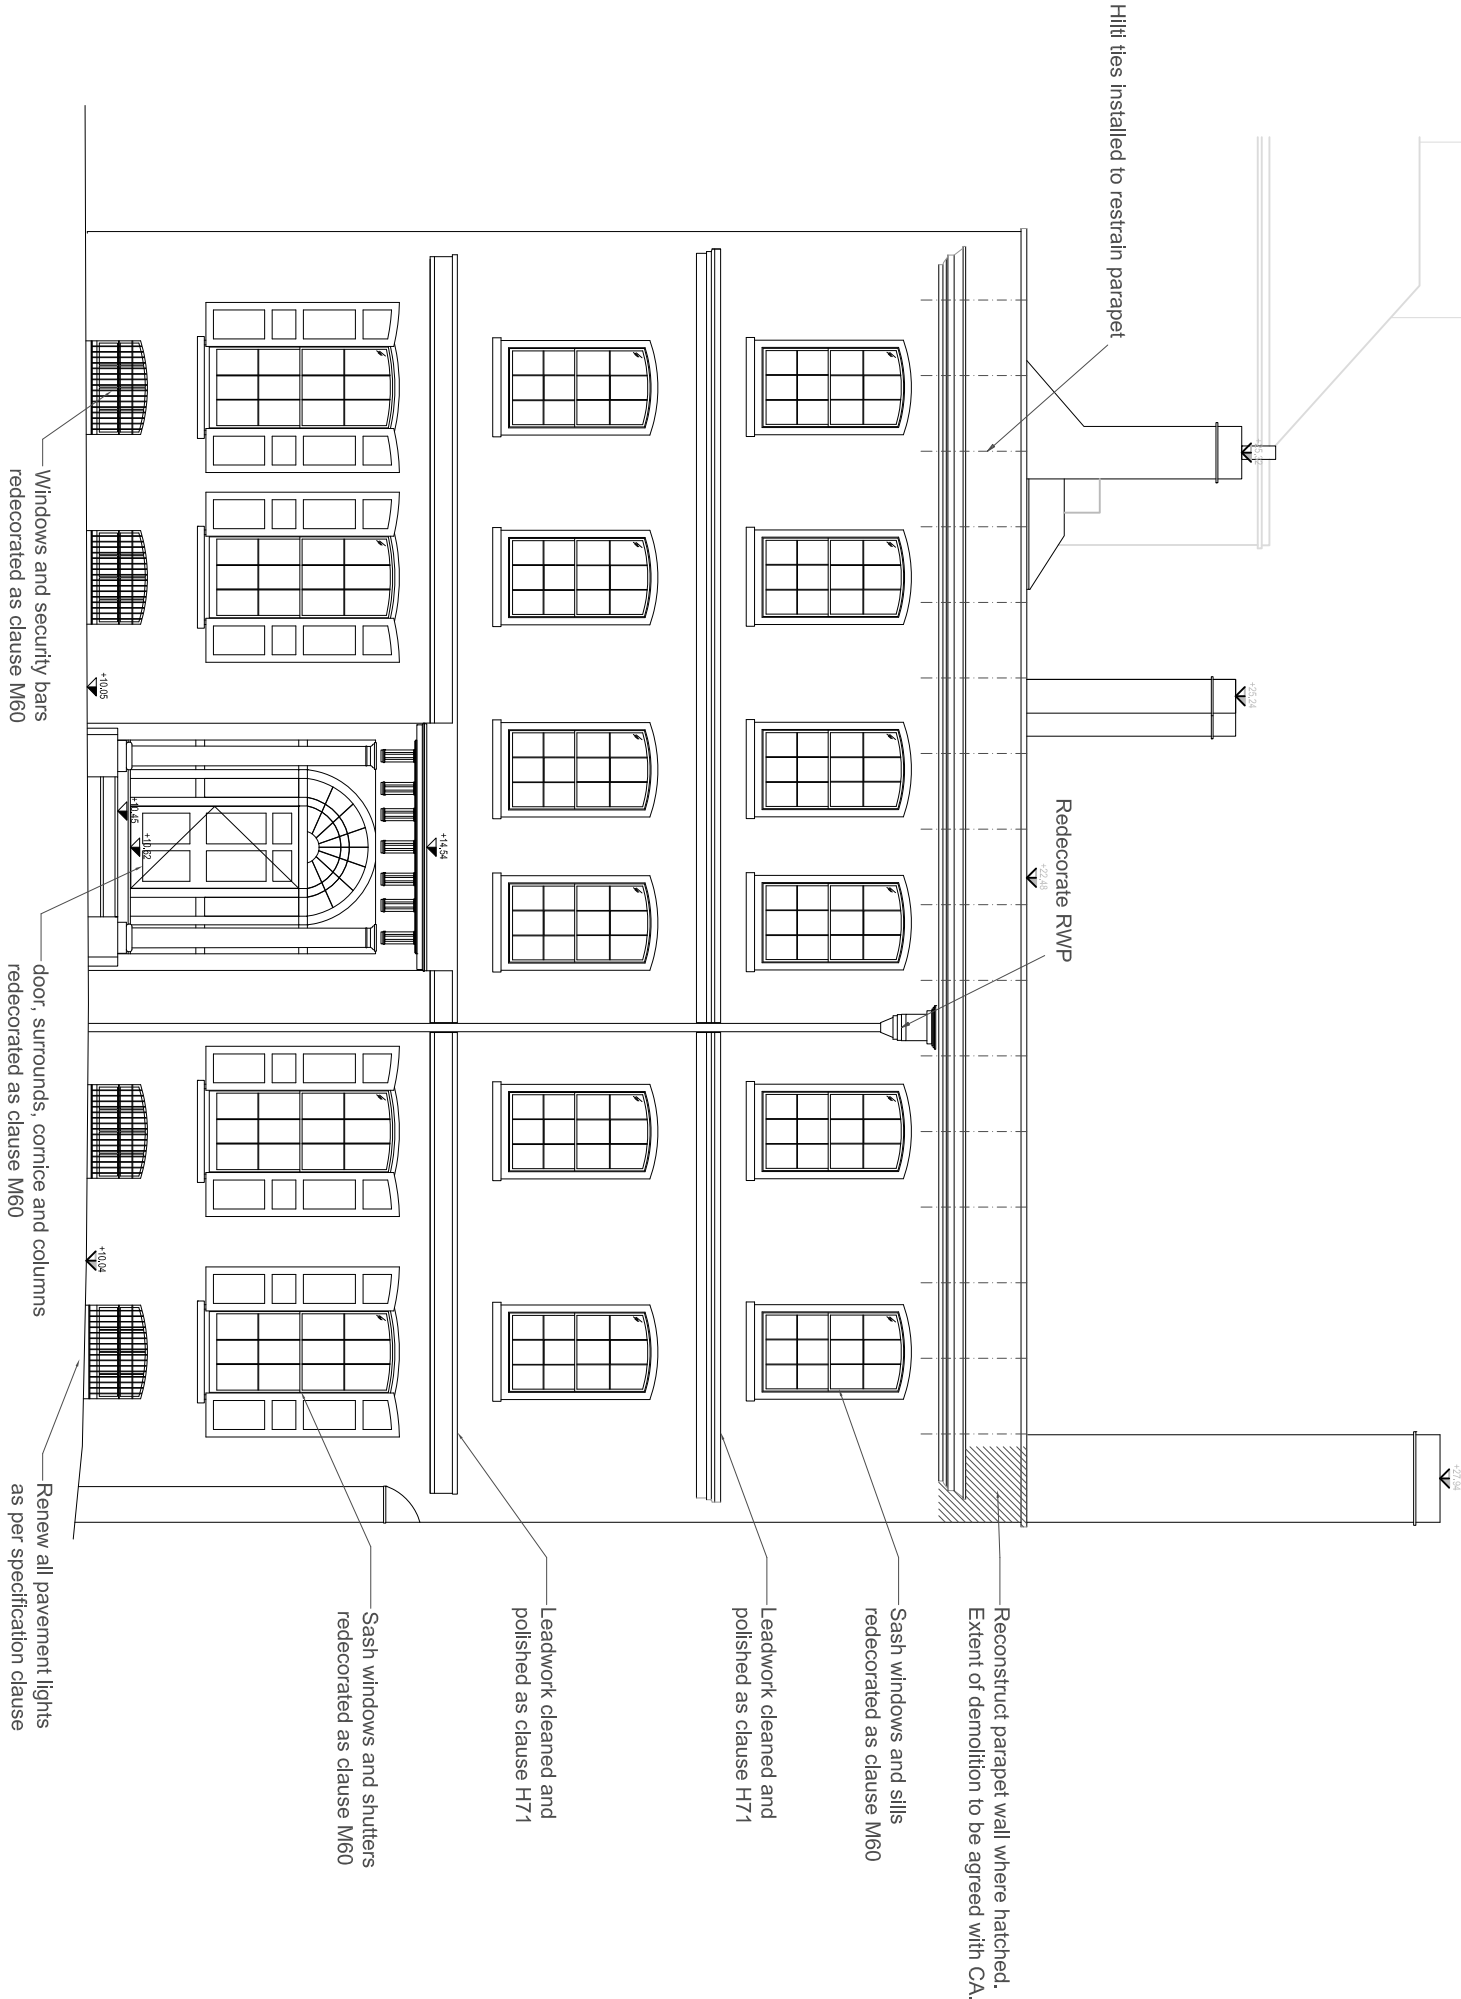 Hilti ties installed to restrain parapet
+25.24
+27.94
Redecorate RWP
+22.48
Reconstruct parapet wall where hatched.
Extent of demolition to be agreed with CA.
Sash windows and sills
redecorated as clause M60
Leadwork cleaned and
polished as clause H71
Leadwork cleaned and
polished as clause H71
+14.54
Sash windows and shutters
redecorated as clause M60
+10.62
+10.45
+10.05
+10.04
Windows and security bars
redecorated as clause M60
door, surrounds, cornice and columns
redecorated as clause M60
Renew all pavement lights
as per specification clause